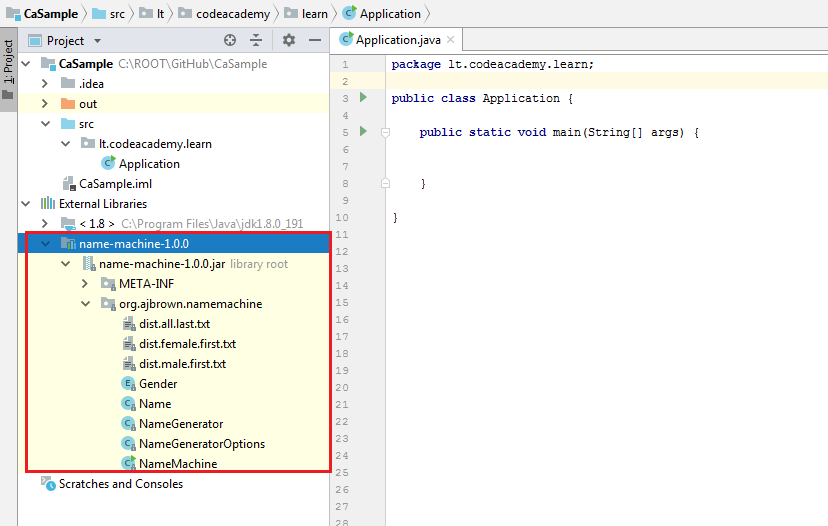 CaSample src lt codeacademy learn Application
1: Project
Project
Application.java
CaSample C:\ROOT\GitHub\CaSample
.idea
out
src
lt.codeacademy.learn
Application
CaSample.iml
External Libraries
< 1.8 > C:\Program Files\Java\jdk1.8.0_191
name-machine-1.0.0
name-machine-1.0.0.jar library root
META-INF
org.ajbrown.namemachine
dist.all.last.txt
dist.female.first.txt
dist.male.first.txt
Gender
Name
NameGenerator
NameGeneratorOptions
NameMachine
Scratches and Consoles
1 package lt.codeacademy.learn;
2
3 public class Application {
4
5 public static void main(String[] args) {
6
7
8 }
9
10 }
11
12
13
14
15
16
17
18
19
20
21
22
23
24
25
26
27
28